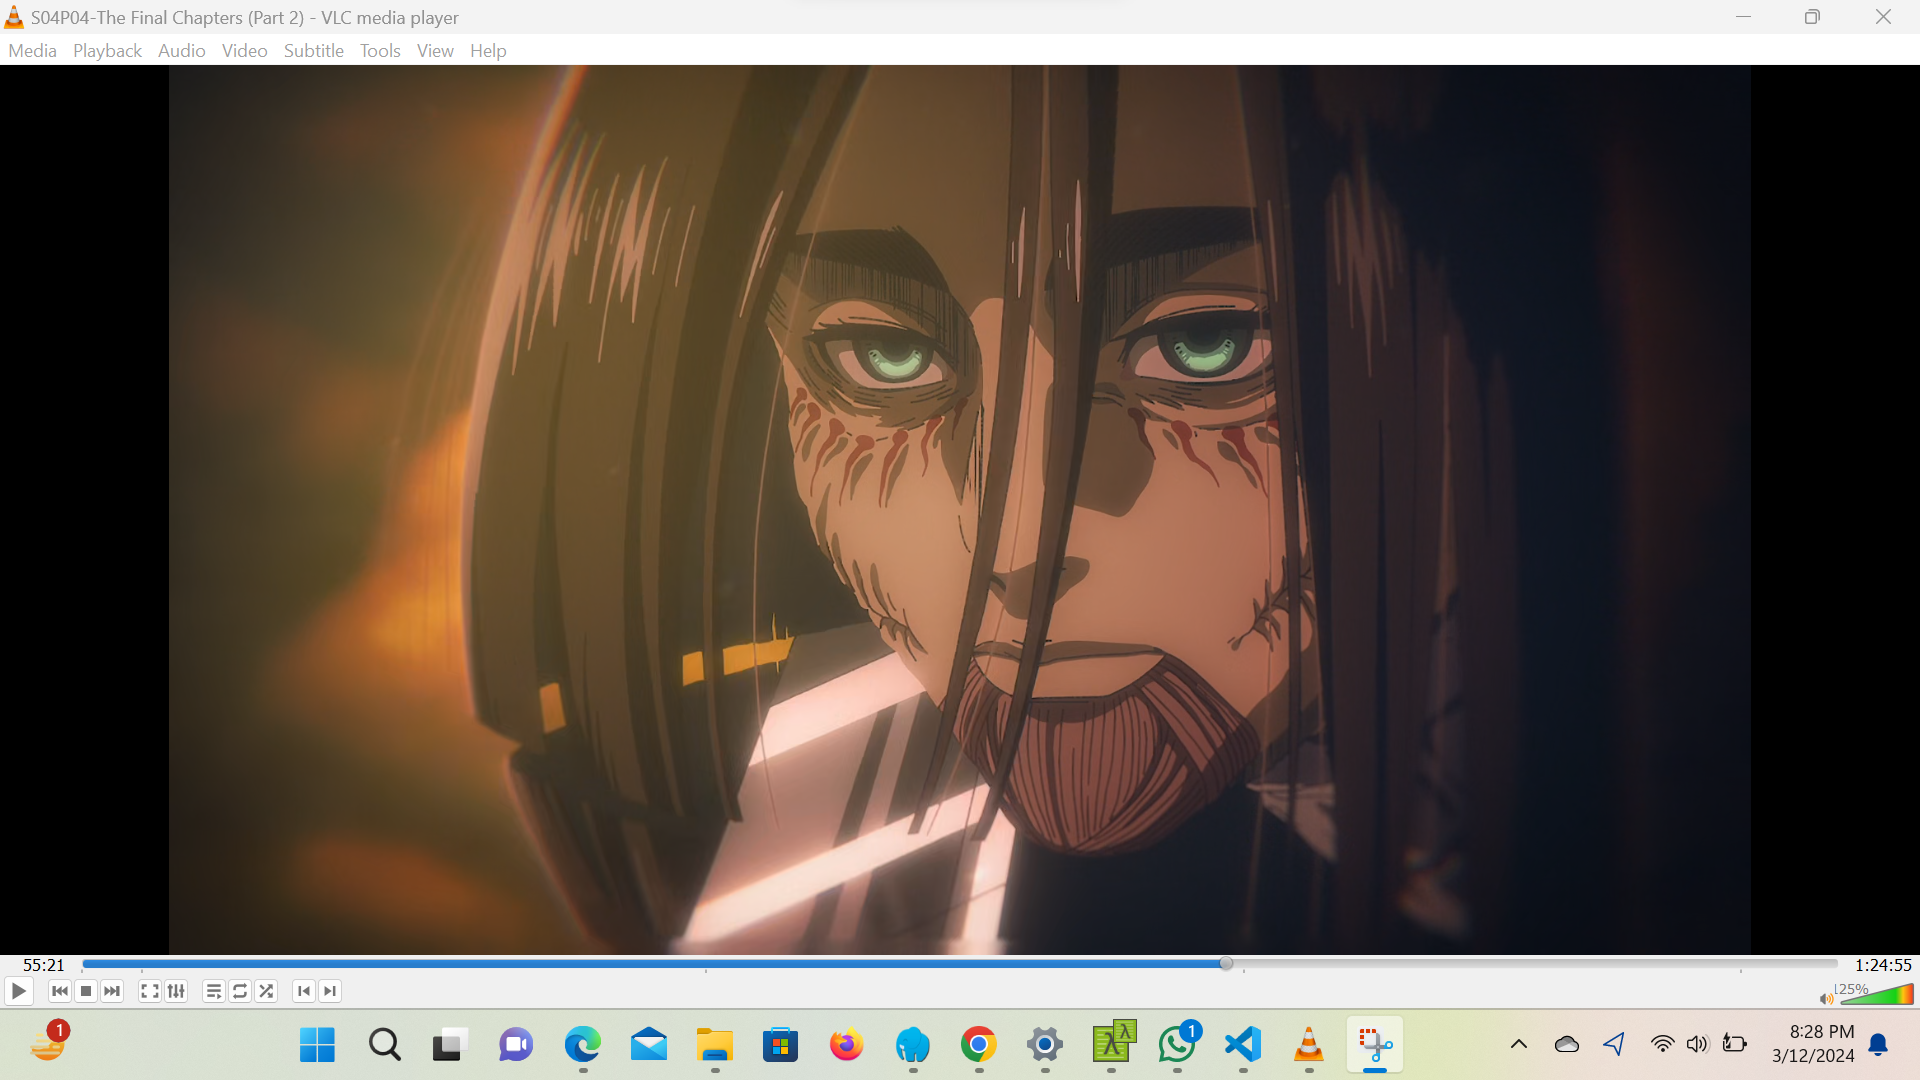 S04P04-The Final Chapters (Part 2) - VLC media player
Media Playback Audio Video Subtitle Tools View Help
55:21
1:24:55
125%
1
λ
λ
1
8:28 PM
3/12/2024